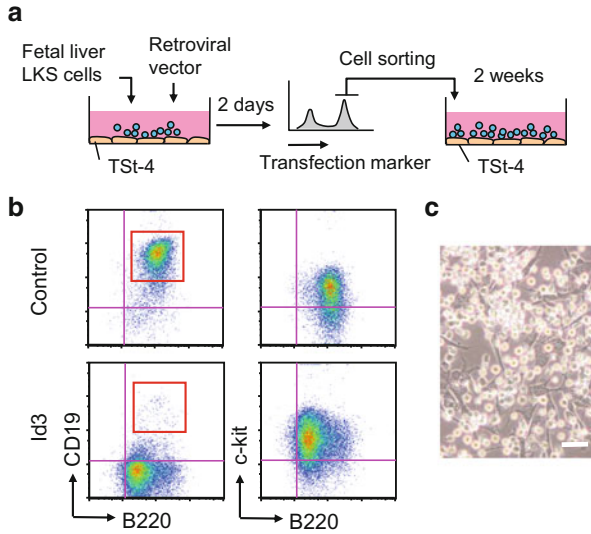 a
Fetal liver
LKS cells
Retroviral
vector
2 days
Cell sorting
2 weeks
TSt-4
Transfection marker
TSt-4
b
c
Control
Id3
CD19
c-kit
B220
B220